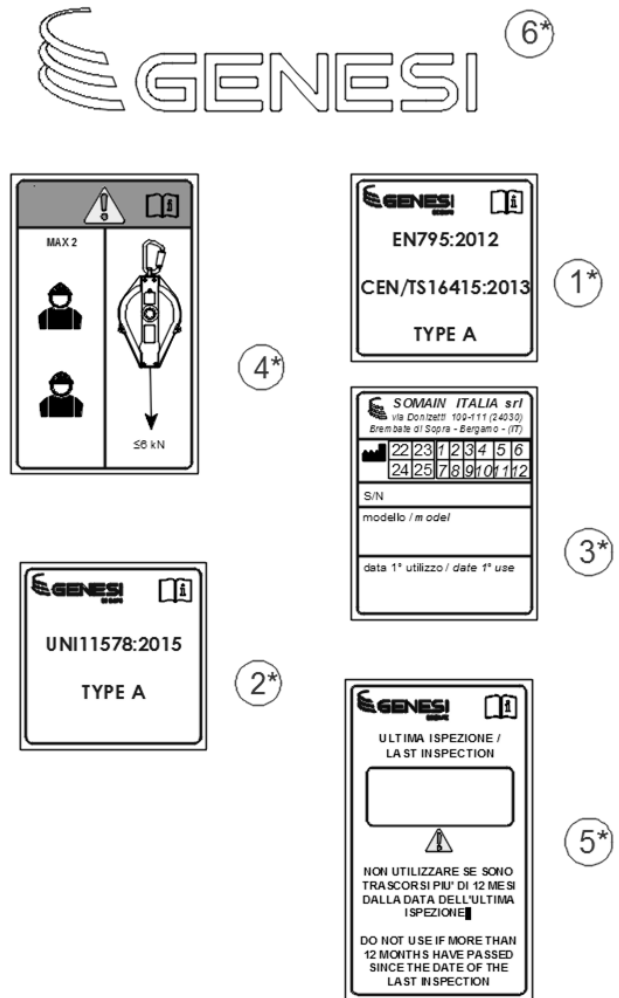 GENESI
6*
MAX 2
≤6 kN
4*
GENESI
EN795:2012
CEN/TS16415:2013
TYPE A
1*
SOMAIN ITALIA srl
via Donizetti 109-111 (24030)
Brembate di Sopra - Bergamo - (IT)
22 23 1 2 3 4 5 6
24 25 7 8 9 10 11 12
S/N
modello / model
data 1° utilizzo / date 1° use
3*
GENESI
UNI11578:2015
TYPE A
2*
GENESI
ULTIMA ISPEZIONE /
LAST INSPECTION
NON UTILIZZARE SE SONO
TRASCORSI PIU' DI 12 MESI
DALLA DATA DELL'ULTIMA
ISPEZIONE
DO NOT USE IF MORE THAN
12 MONTHS HAVE PASSED
SINCE THE DATE OF THE
LAST INSPECTION
5*